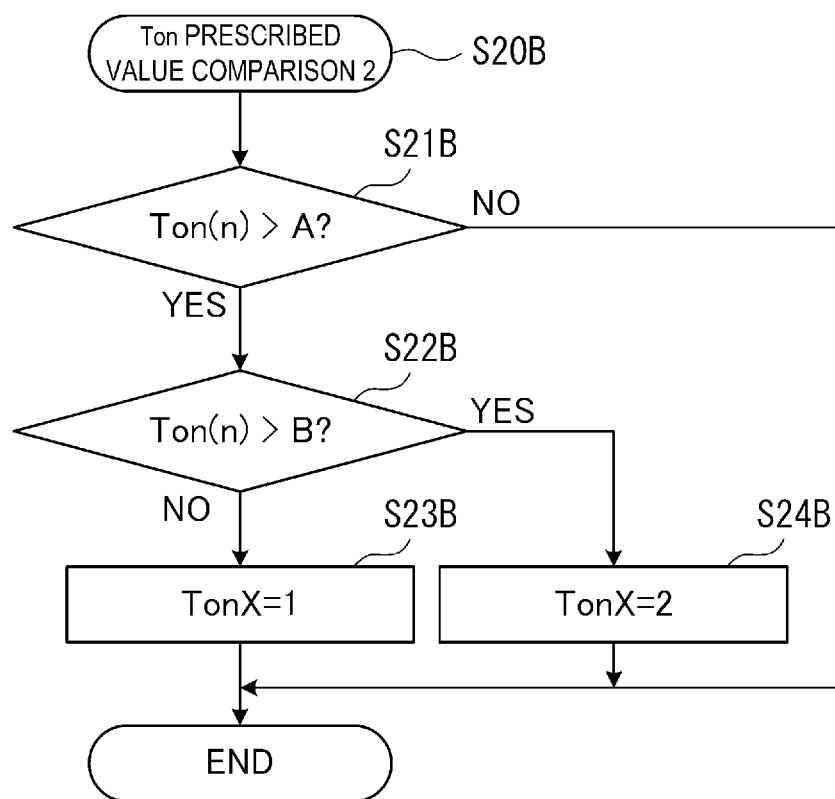 Ton PRESCRIBED
VALUE COMPARISON 2
S20B
S21B
Ton(n) > A?
NO
YES
S22B
Ton(n) > B?
YES
NO
S23B
S24B
TonX=1
TonX=2
END